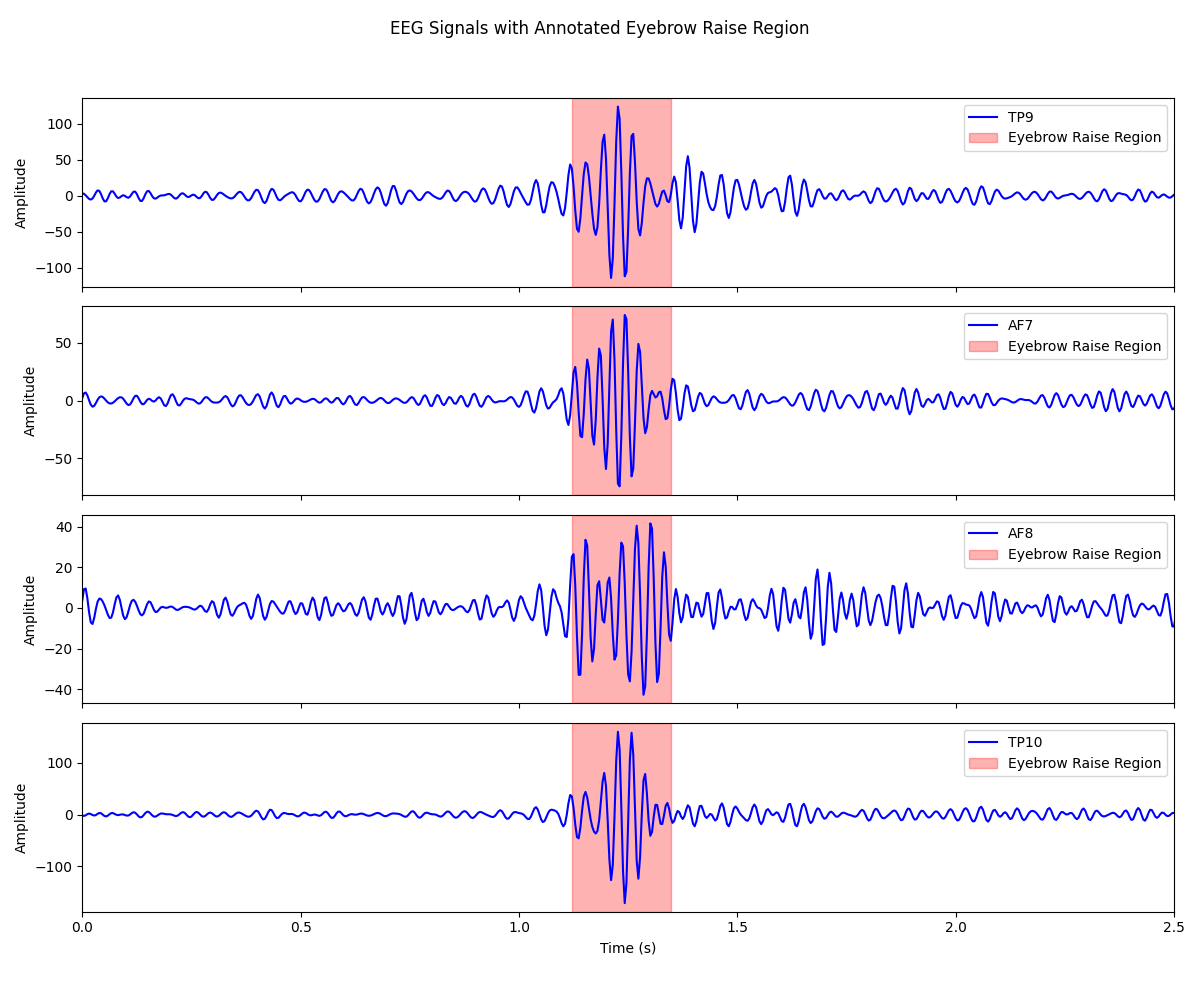 EEG Signals with Annotated Eyebrow Raise Region
TP9
Eyebrow Raise Region
Amplitude
100
50
0
−50
−100
AF7
Eyebrow Raise Region
Amplitude
50
0
−50
AF8
Eyebrow Raise Region
Amplitude
40
20
0
−20
−40
TP10
Eyebrow Raise Region
Amplitude
100
0
−100
0.0 0.5 1.0 1.5 2.0 2.5
Time (s)